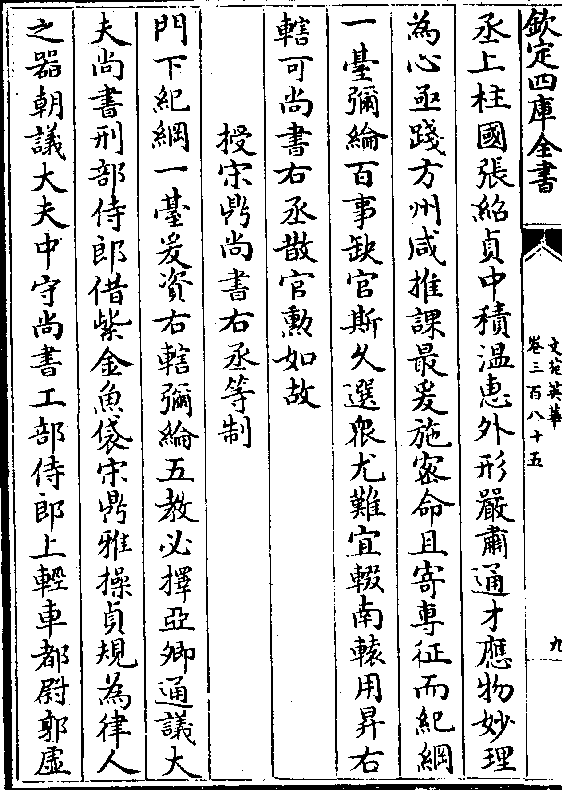 欽定四庫全書
文苑英華
卷三百八十五
九
丞上柱國張紹貞中積溫恵外形嚴肅通才應物妙理
為心亟踐方州咸推課最爰施宻命且寄專征而紀綱
一臺彌綸百事缺官斯乆選衆尤難宜輟南轅用昇右
轄可尚書右丞散官勲如故
授宋鼎尚書右丞等制
門下紀綱一臺爰資右轄彌綸五教必擇亞卿通議大
夫尚書刑部侍郎借紫金魚袋宋鼎雅操貞規為律人
之器朝議大夫中守尚書工部侍郎上輕車都尉郭虛